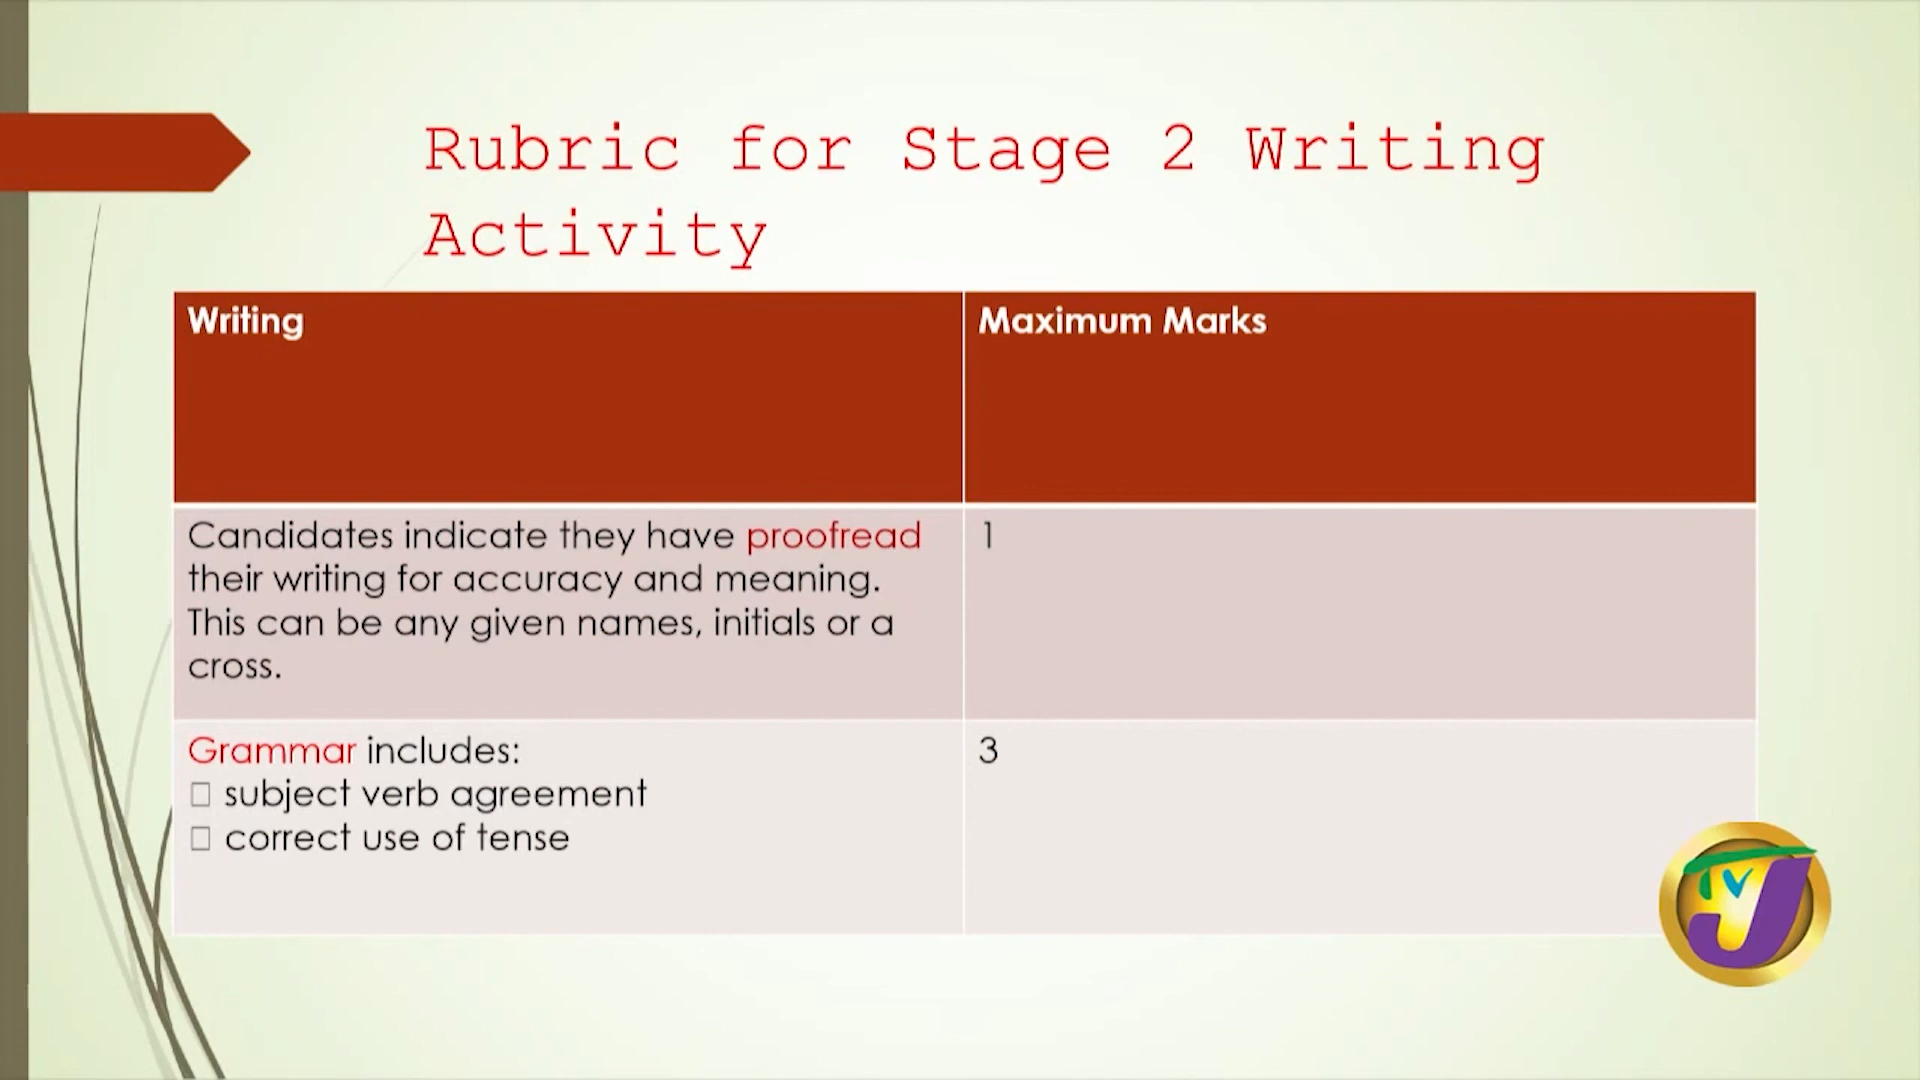 Rubric for Stage 2 Writing
Activity
Writing
Maximum Marks
Candidates indicate they have proofread
their writing for accuracy and meaning.
This can be any given names, initials or a
cross.
1
Grammar includes:
□ subject verb agreement
□ correct use of tense
3
TVJ